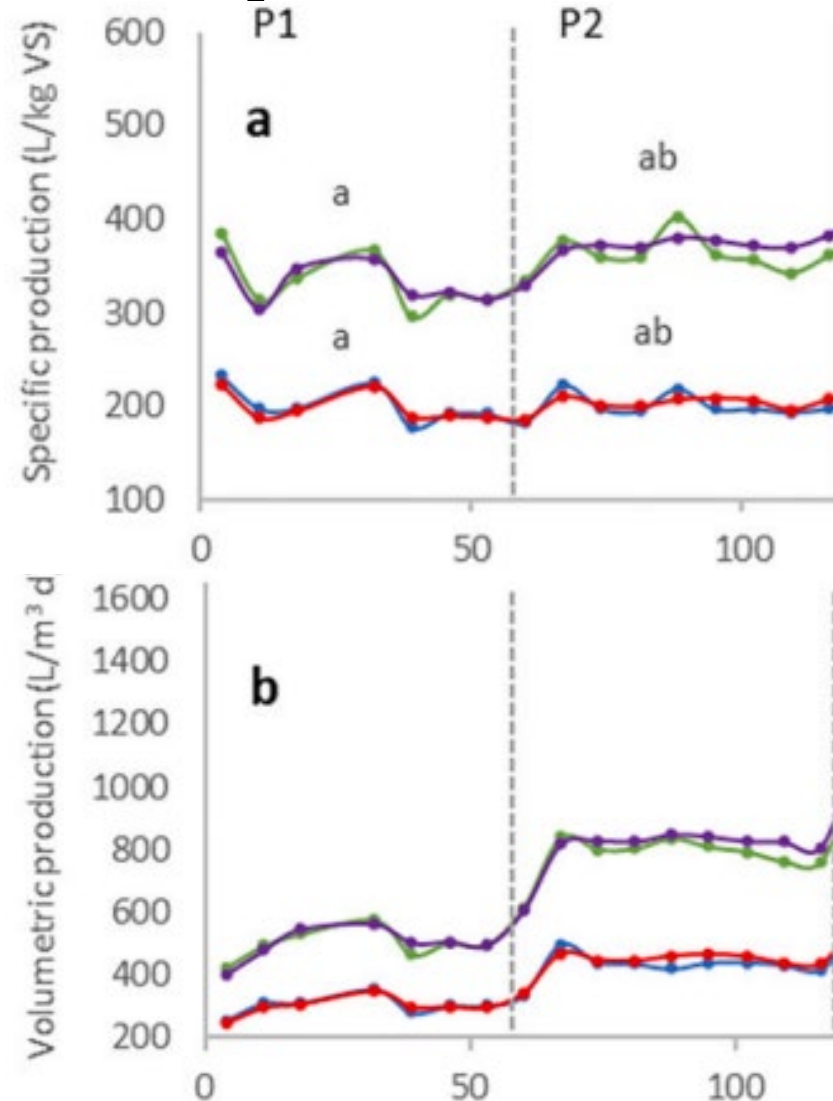 P1 P2
600
500
400
300
200
100
Specific production (L/kg VS)
a
a
ab
a
ab
0 50 100
1600
1400
1200
1000
800
600
400
200
Volumetric production (L/m³ d
b
0 50 100